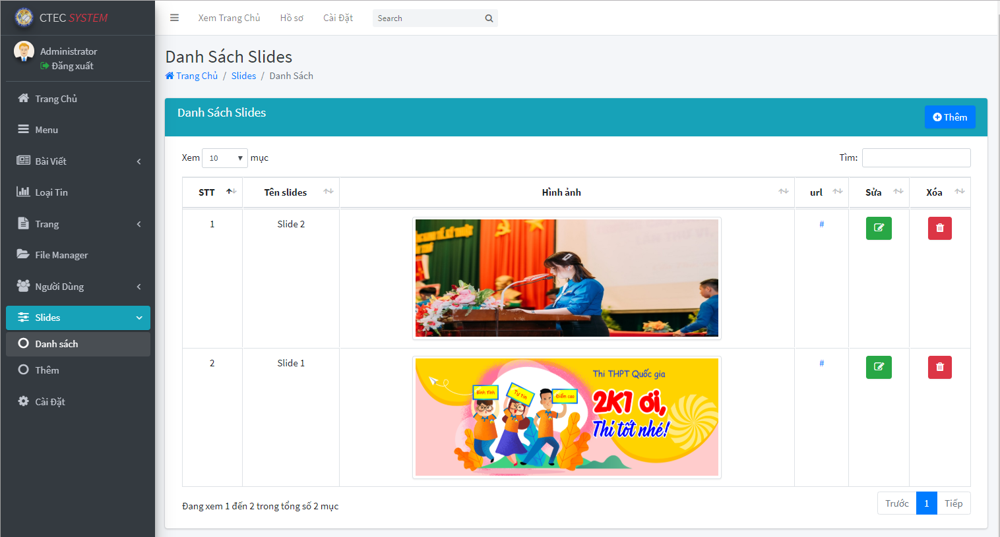 CTEC SYSTEM
Xem Trang Chủ
Hồ sơ
Cài Đặt
Search
Administrator
Đăng xuất
Trang Chủ
Menu
Bài Viết
Loại Tin
Trang
File Manager
Người Dùng
Slides
Danh sách
Thêm
Cài Đặt
Danh Sách Slides
Trang Chủ / Slides / Danh Sách
Danh Sách Slides
Thêm
Xem 10 mục
Tìm:
STT Tên slides Hình ảnh url Sửa Xóa
1 Slide 2 #
LẦN THỨ VI,
2 Slide 1 #
Thi THPT Quốc gia
Bình tĩnh
Tự tin
Điểm cao
2K1 ơi,
Thi tốt nhé!
Đang xem 1 đến 2 trong tổng số 2 mục
Trước 1 Tiếp